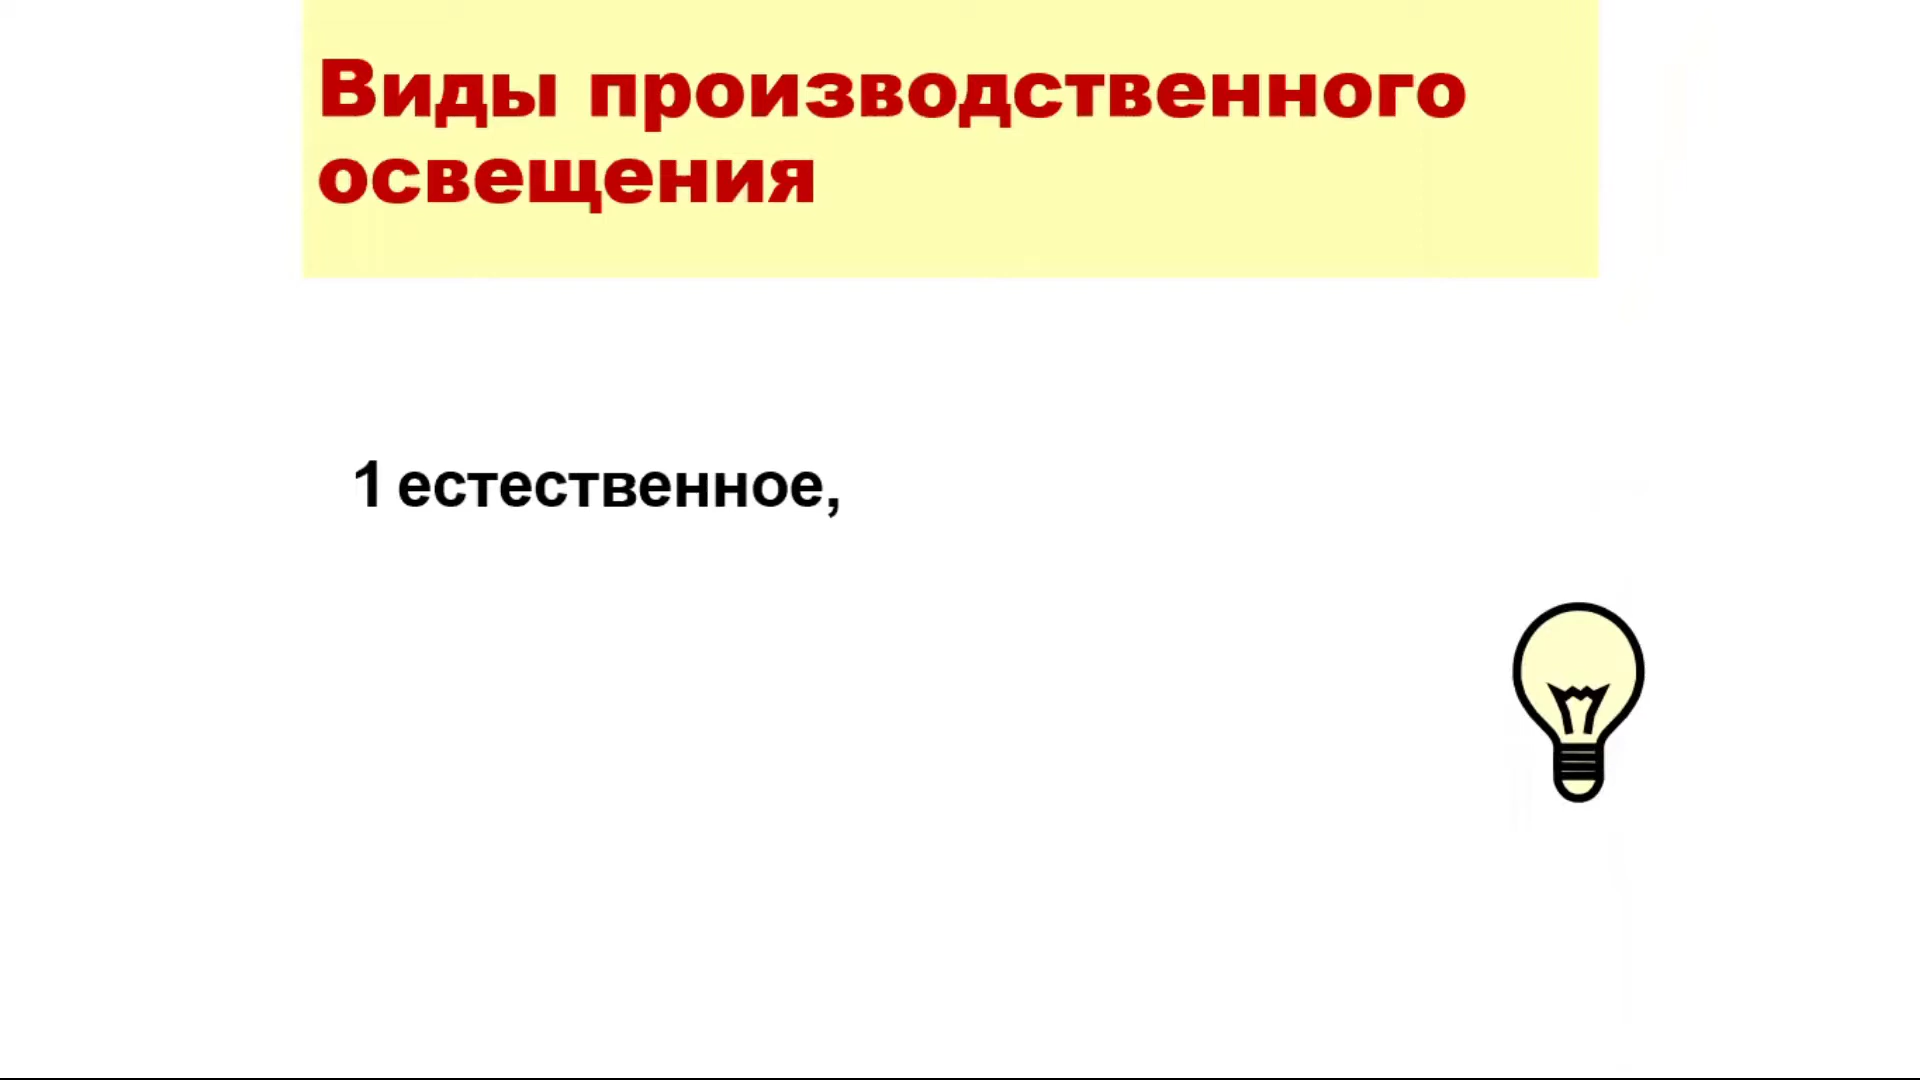 Виды производственного
освещения
1 естественное,